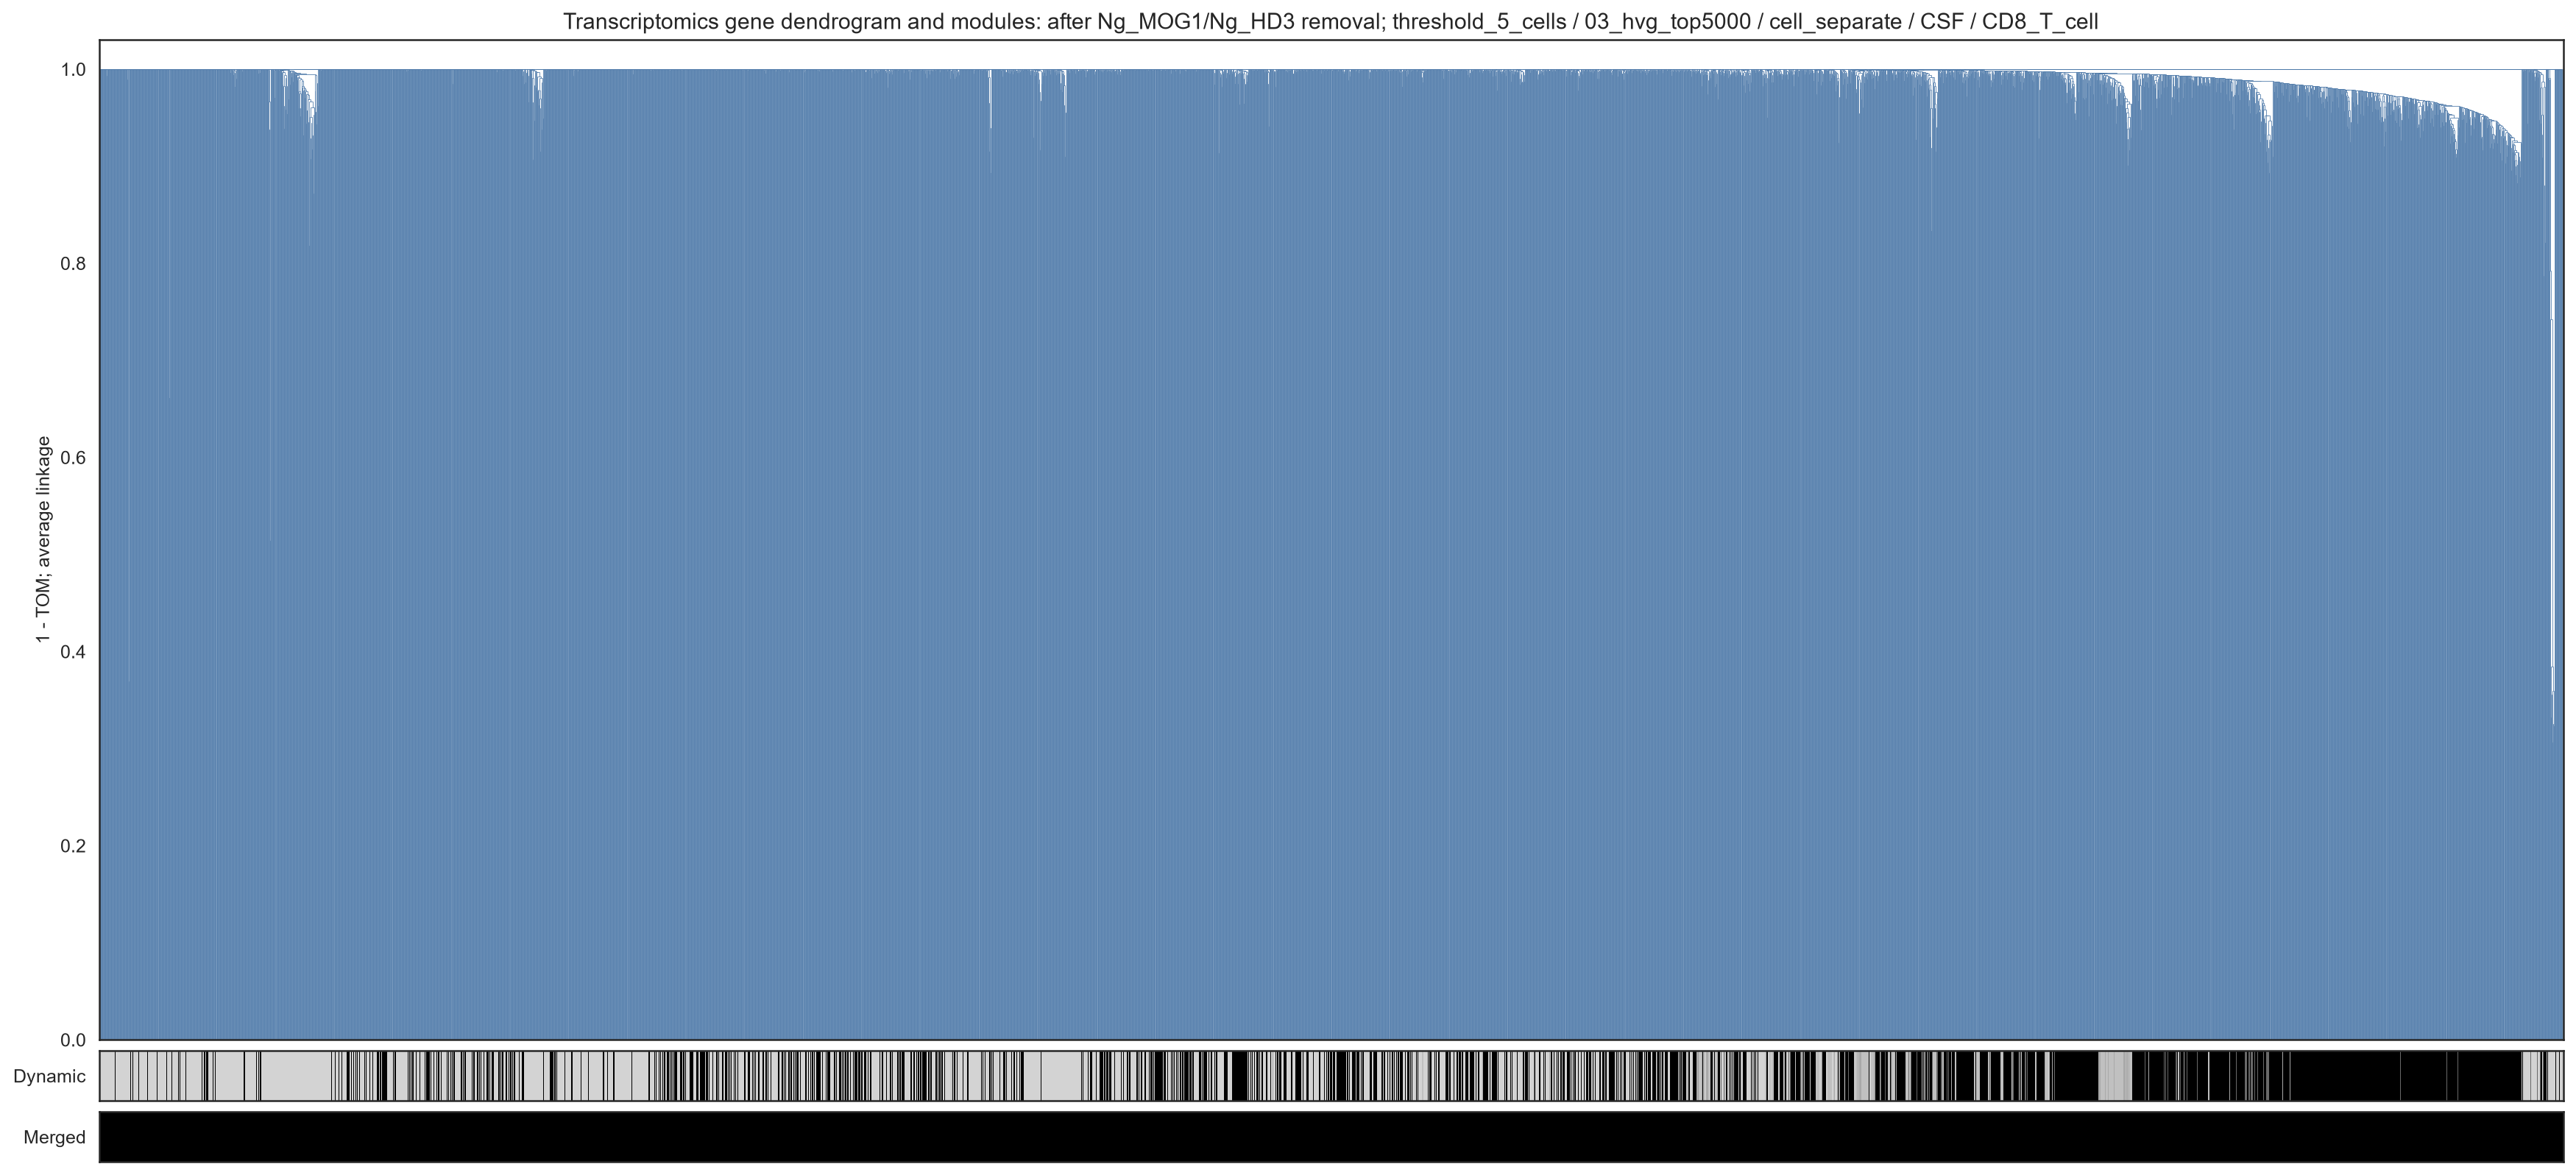 Transcriptomics gene dendrogram and modules: after Ng_MOG1/Ng_HD3 removal; threshold_5_cells / 03_hvg_top5000 / cell_separate / CSF / CD8_T_cell
1.0
0.8
0.6
0.4
0.2
0.0
1 - TOM; average linkage
Dynamic
Merged